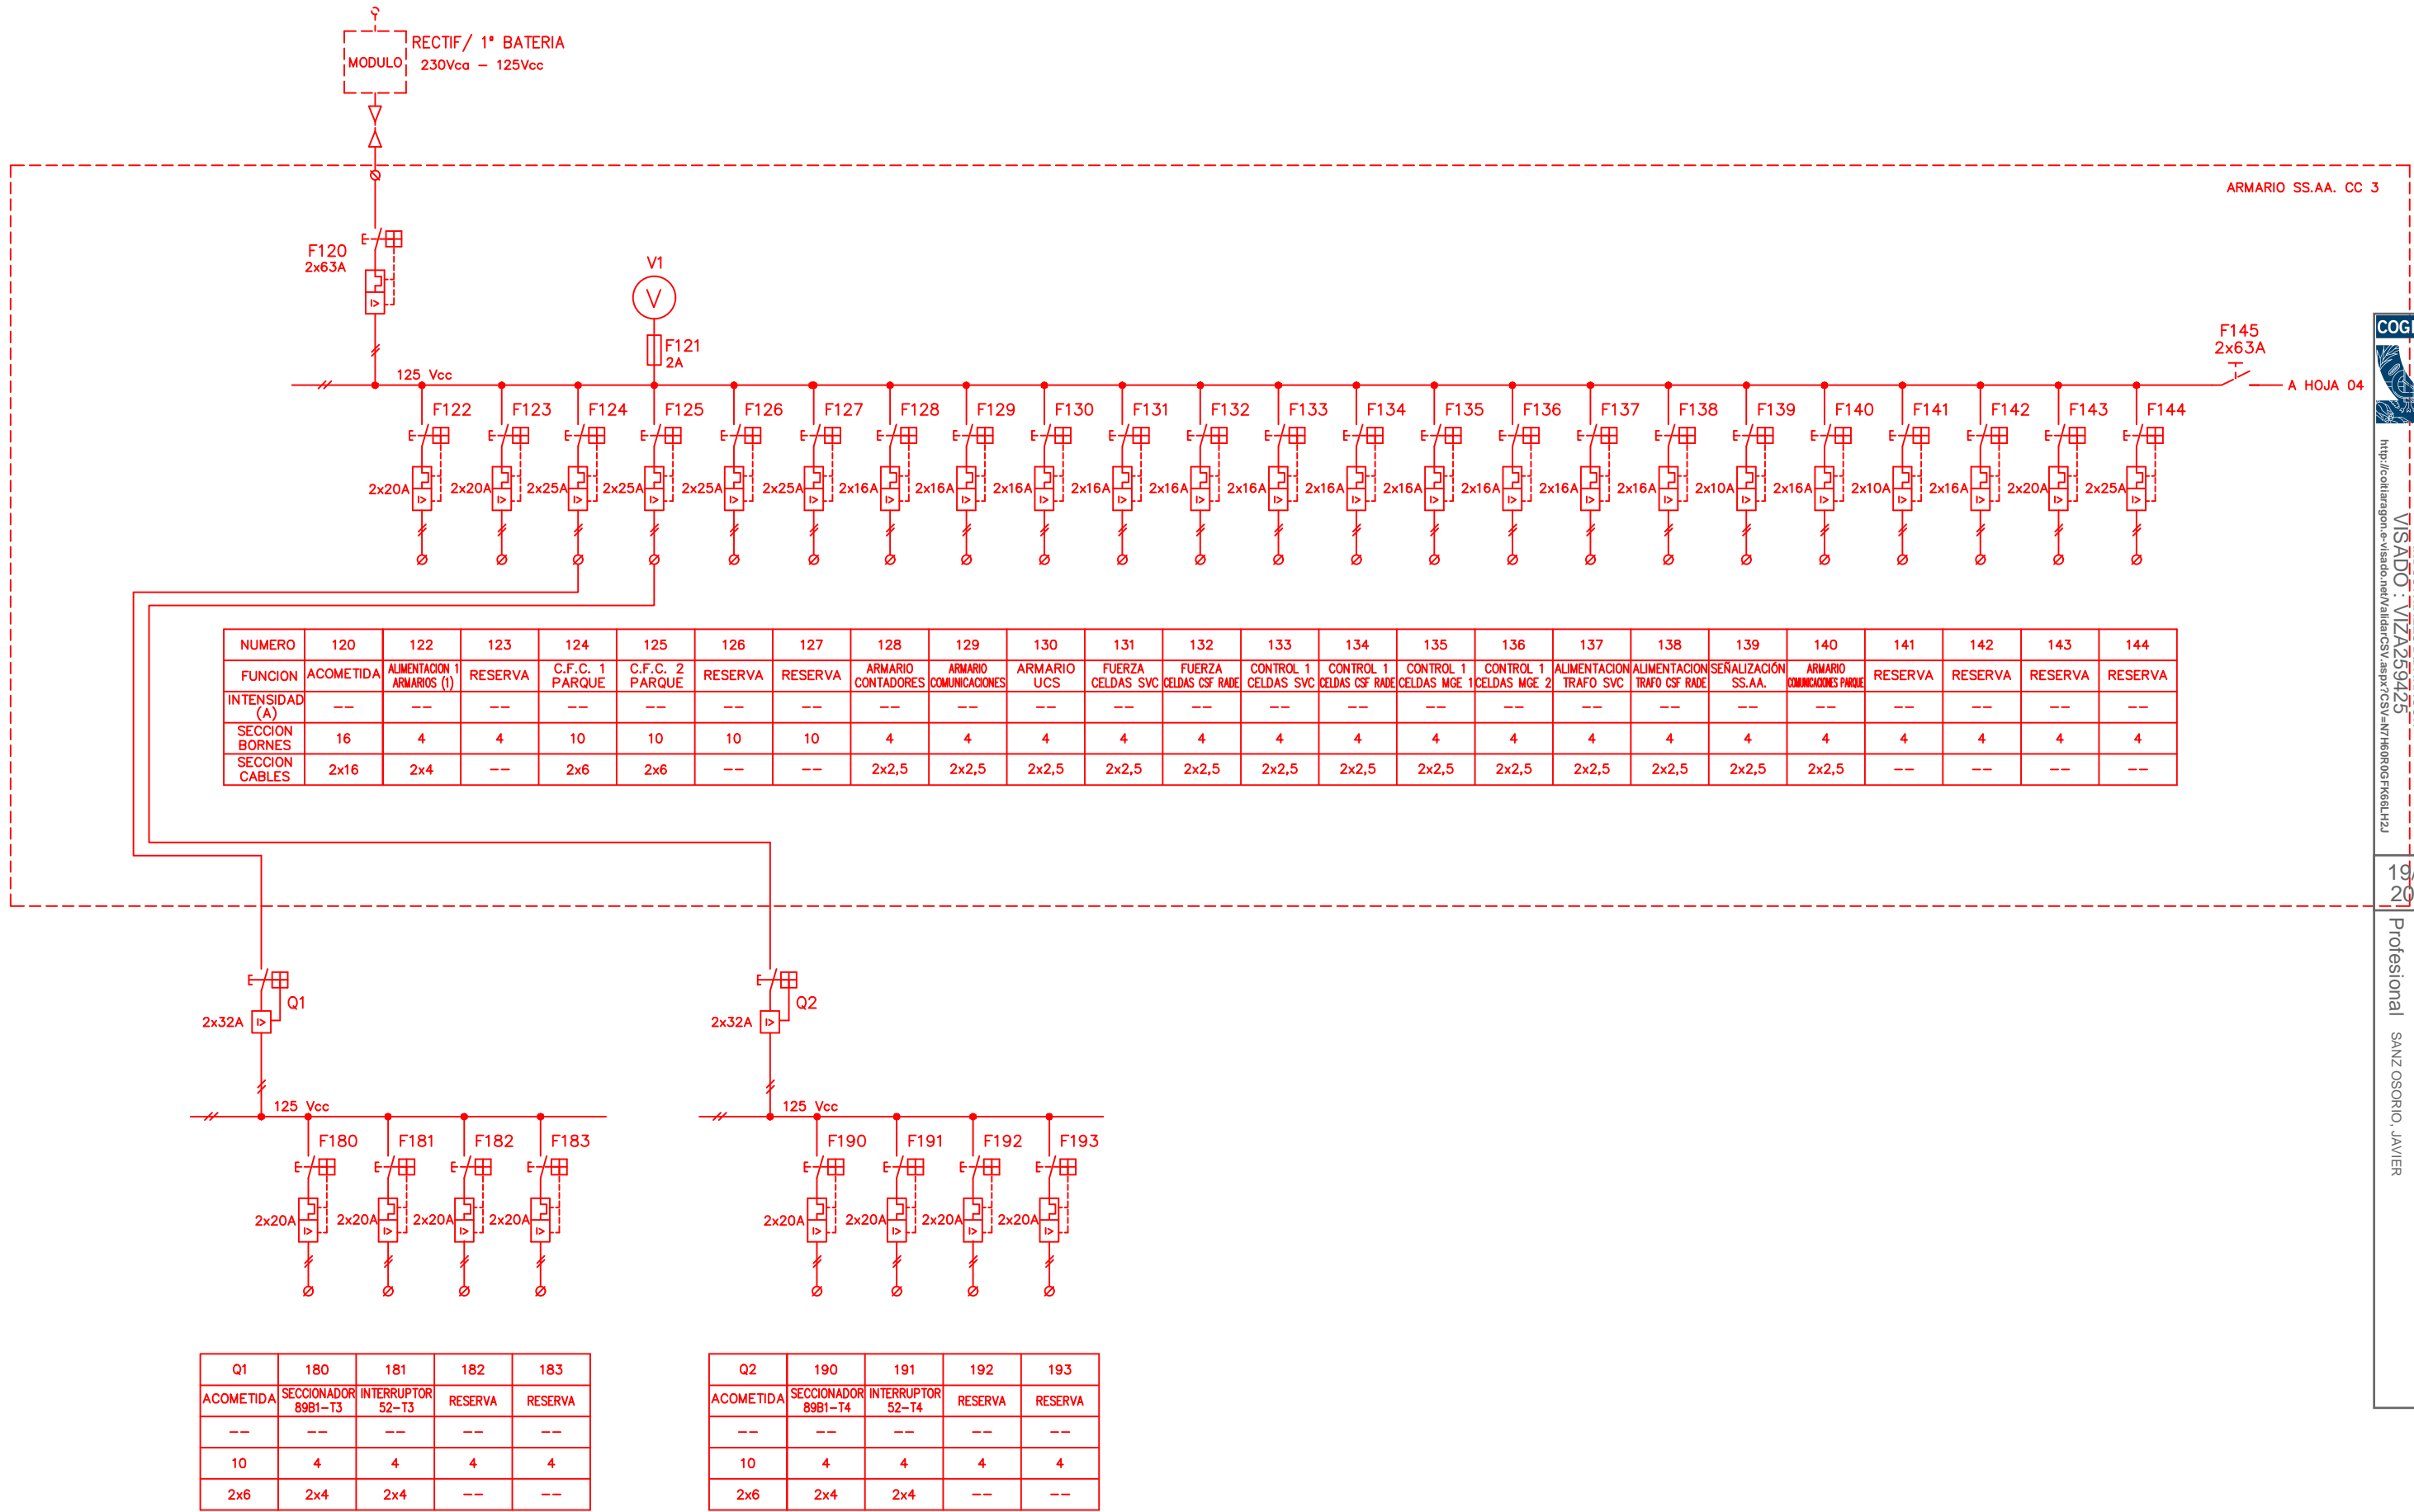 RECTIF/ 1ª BATERIA
MODULO 230Vca - 125Vcc
ARMARIO SS.AA. CC 3
F120
2x63A
V1
V
F121
2A
F145
2x63A
A HOJA 04
125 Vcc
F122 F123 F124 F125 F126 F127 F128 F129 F130 F131 F132 F133 F134 F135 F136 F137 F138 F139 F140 F141 F142 F143 F144
2x20A 2x20A 2x25A 2x25A 2x25A 2x25A 2x16A 2x16A 2x16A 2x16A 2x16A 2x16A 2x16A 2x16A 2x16A 2x16A 2x16A 2x10A 2x16A 2x10A 2x16A 2x20A 2x25A
NUMERO 120 122 123 124 125 126 127 128 129 130 131 132 133 134 135 136 137 138 139 140 141 142 143 144
FUNCION ACOMETIDA ALIMENTACION 1 ARMARIOS (1) RESERVA C.F.C. 1 PARQUE C.F.C. 2 PARQUE RESERVA RESERVA ARMARIO CONTADORES ARMARIO COMUNICACIONES ARMARIO UCS FUERZA CELDAS SVC FUERZA CELDAS CSF RADE CONTROL 1 CELDAS SVC CONTROL 1 CELDAS CSF RADE CONTROL 1 CELDAS MGE 1 CONTROL 1 CELDAS MGE 2 ALIMENTACION TRAFO SVC ALIMENTACION TRAFO CSF RADE SEÑALIZACIÓN SS.AA. ARMARIO COMUNICACIONES PARQUE RESERVA RESERVA RESERVA RESERVA
INTENSIDAD (A) -- -- -- -- -- -- -- -- -- -- -- -- -- -- -- -- -- -- -- -- -- -- -- --
SECCION BORNES 16 4 4 10 10 10 10 4 4 4 4 4 4 4 4 4 4 4 4 4 4 4 4 4
SECCION CABLES 2x16 2x4 -- 2x6 2x6 -- -- 2x2,5 2x2,5 2x2,5 2x2,5 2x2,5 2x2,5 2x2,5 2x2,5 2x2,5 2x2,5 2x2,5 2x2,5 2x2,5 -- -- -- --
Q1
2x32A
125 Vcc
F180 F181 F182 F183
2x20A 2x20A 2x20A 2x20A
Q2
2x32A
125 Vcc
F190 F191 F192 F193
2x20A 2x20A 2x20A 2x20A
Q1 180 181 182 183
ACOMETIDA SECCIONADOR 89B1-T3 INTERRUPTOR 52-T3 RESERVA RESERVA
-- -- -- -- --
10 4 4 4 4
2x6 2x4 2x4 -- --
Q2 190 191 192 193
ACOMETIDA SECCIONADOR 89B1-T4 INTERRUPTOR 52-T4 RESERVA RESERVA
-- -- -- -- --
10 4 4 4 4
2x6 2x4 2x4 -- --
VISADO : VIZA259425
http://cogitiaragon.e-visado.net/ValidarCSV.aspx?CSV=N7H60R0GFK66LH2J
19/
20
Profesional SANZ OSORIO, JAVIER